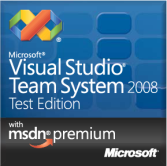 Microsoft®
Visual Studio®
Team System 2008
Test Edition
with
msdn® premium
Microsoft